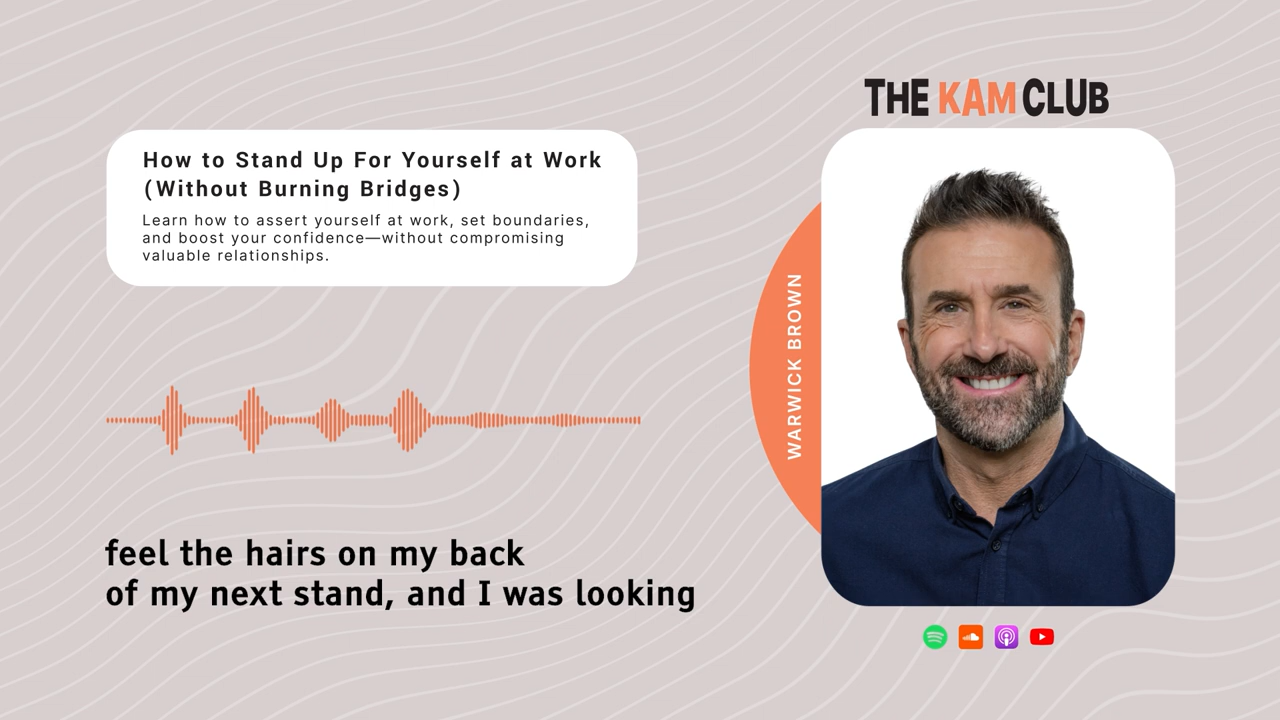 THE KAM CLUB
How to Stand Up For Yourself at Work
(Without Burning Bridges)
Learn how to assert yourself at work, set boundaries,
and boost your confidence—without compromising
valuable relationships.
WARWICK BROWN
feel the hairs on my back
of my next stand, and I was looking